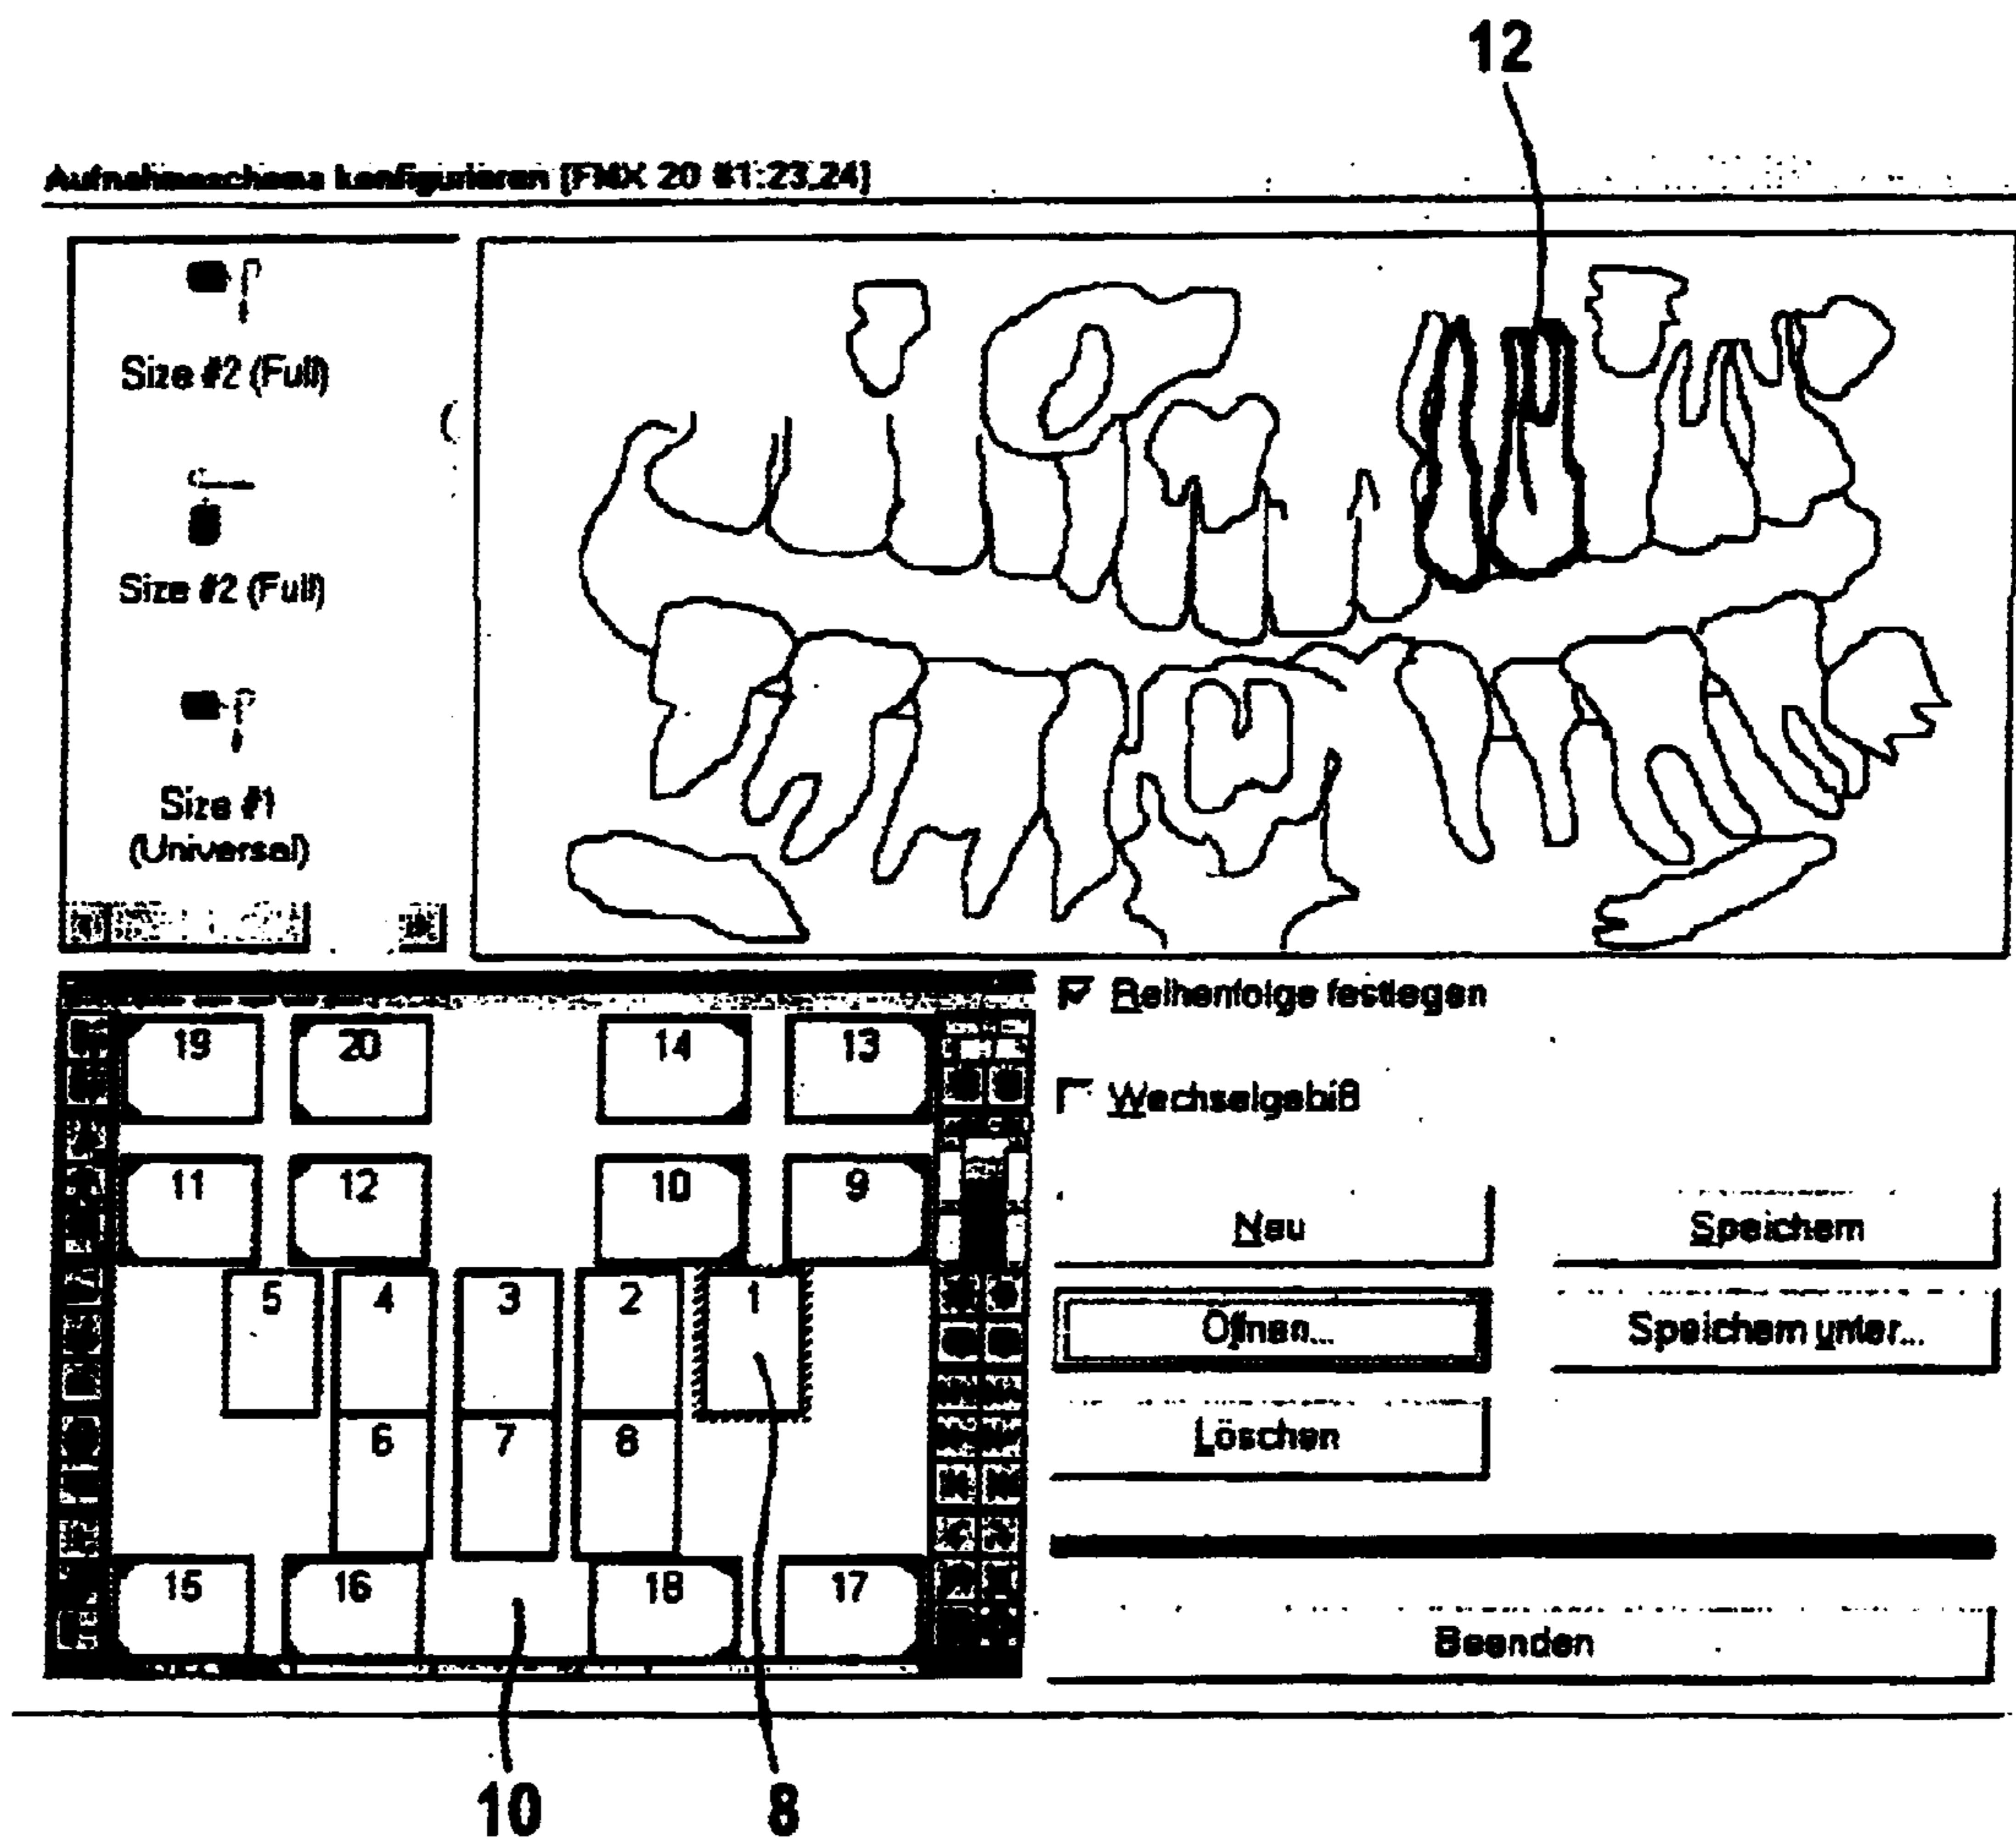 12
Aufnahmeschema konfigurieren [FMX 20 #1:23,24]
Size #2 (Full)
Size #2 (Full)
Size #1
(Universal)
Reihenfolge festlegen
Wechselgebiß
19 20 14 13
11 12 10 9
5 4 3 2 1
6 7 8
15 16 18 17
Neu
Speichern
Öffnen...
Speichern unter...
Löschen
Beenden
10 8